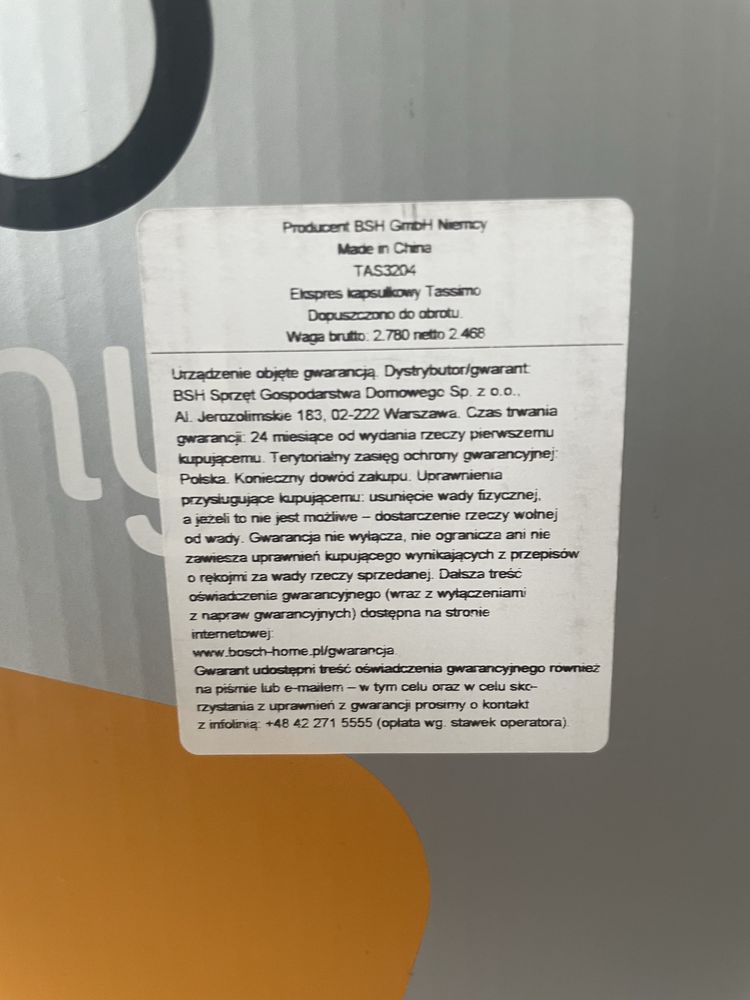 ny
Producent BSH GmbH Niemcy
Made in China
TAS3204
Ekspres kapsułkowy Tassimo
Dopuszczono do obrotu.
Waga brutto: 2.780 netto 2.468
Urządzenie objęte gwarancją. Dystrybutor/gwarant:
BSH Sprzęt Gospodarstwa Domowego Sp. z o.o.,
Al. Jerozolimskie 183, 02-222 Warszawa. Czas trwania
gwarancji: 24 miesiące od wydania rzeczy pierwszemu
kupującemu. Terytorialny zasięg ochrony gwarancyjnej:
Polska. Konieczny dowód zakupu. Uprawnienia
przysługujące kupującemu: usunięcie wady fizycznej,
a jeżeli to nie jest możliwe – dostarczenie rzeczy wolnej
od wady. Gwarancja nie wyłącza, nie ogranicza ani nie
zawiesza uprawnień kupującego wynikających z przepisów
o rękojmi za wady rzeczy sprzedanej. Dalsza treść
oświadczenia gwarancyjnego (wraz z wyłączeniami
z napraw gwarancyjnych) dostępna na stronie
internetowej:
www.bosch-home.pl/gwarancja
Gwarant udostępni treść oświadczenia gwarancyjnego również
na piśmie lub e-mailem – w tym celu oraz w celu sko-
rzystania z uprawnień z gwarancji prosimy o kontakt
z infolinią: +48 42 271 5555 (opłata wg. stawek operatora).